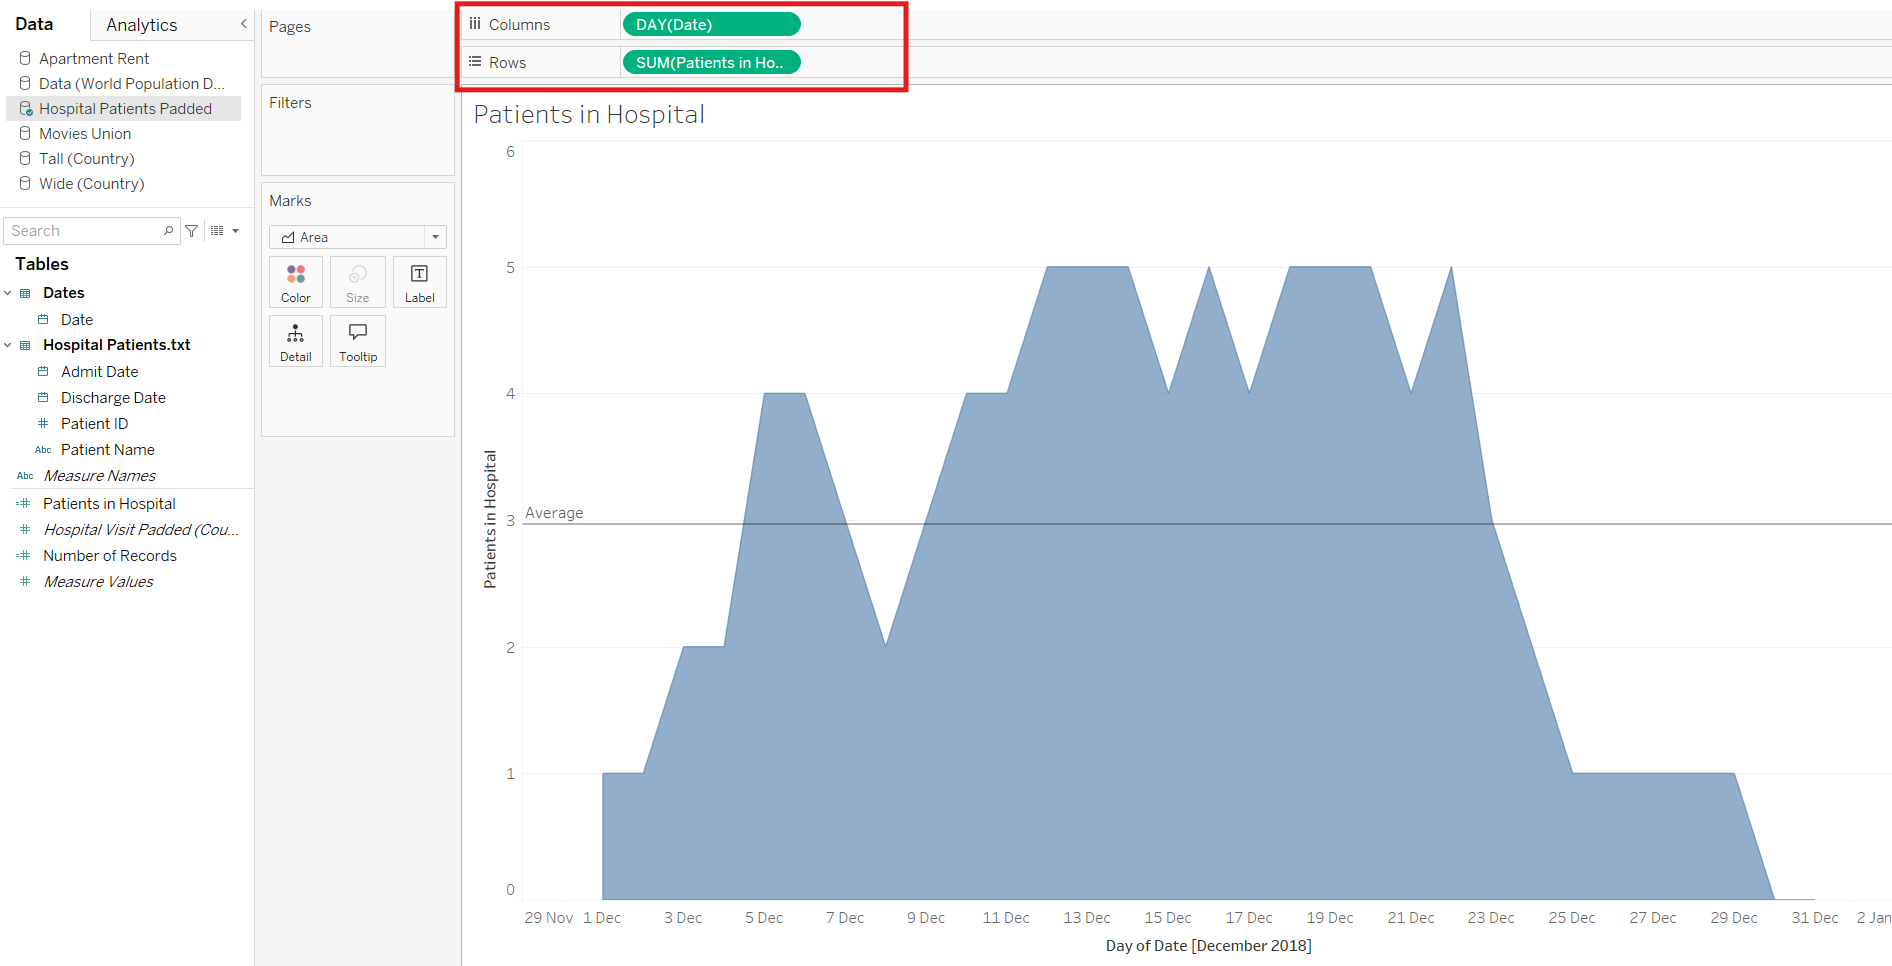 Data
Analytics
Apartment Rent
Data (World Population D...
Hospital Patients Padded
Movies Union
Tall (Country)
Wide (Country)
Search
Tables
Dates
Date
Hospital Patients.txt
Admit Date
Discharge Date
Patient ID
Abc Patient Name
Abc Measure Names
Patients in Hospital
Hospital Visit Padded (Cou...
Number of Records
Measure Values
Pages
Filters
Marks
Area
Color
Size
Label
Detail
Tooltip
Columns
DAY(Date)
Rows
SUM(Patients in Ho..
Patients in Hospital
6
5
4
3
2
1
0
Patients in Hospital
Average
29 Nov 1 Dec 3 Dec 5 Dec 7 Dec 9 Dec 11 Dec 13 Dec 15 Dec 17 Dec 19 Dec 21 Dec 23 Dec 25 Dec 27 Dec 29 Dec 31 Dec 2 Jan
Day of Date [December 2018]